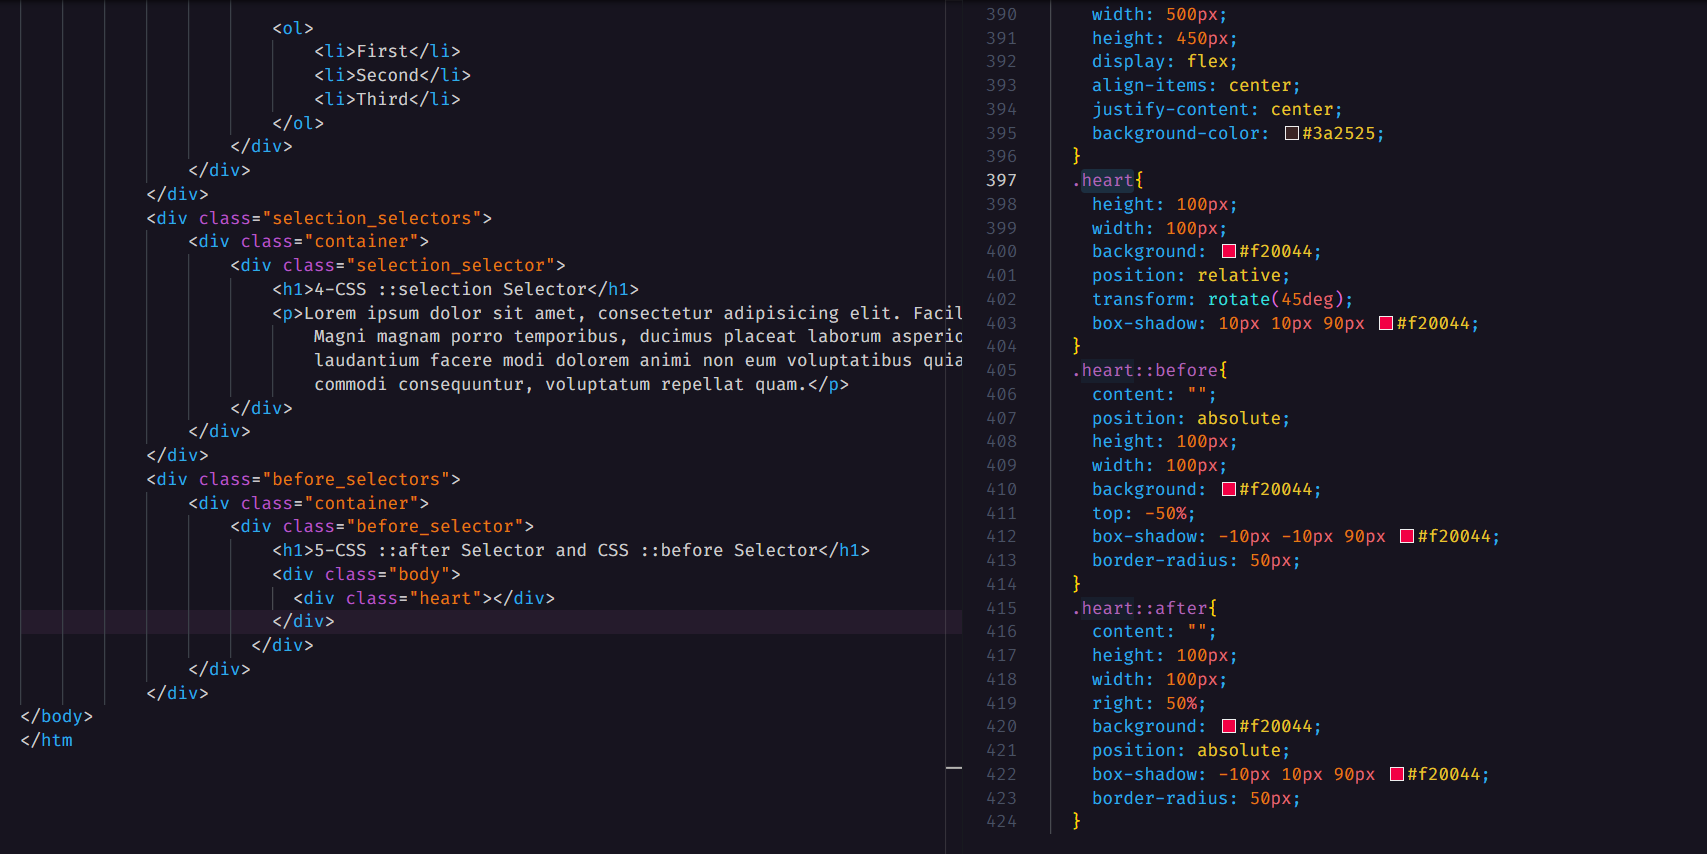 <ol>
<li>First</li>
<li>Second</li>
<li>Third</li>
</ol>
</div>
</div>
</div>
<div class="selection_selectors">
<div class="container">
<div class="selection_selector">
<h1>4-CSS ::selection Selector</h1>
<p>Lorem ipsum dolor sit amet, consectetur adipisicing elit. Facil
Magni magnam porro temporibus, ducimus placeat laborum asperio
laudantium facere modi dolorem animi non eum voluptatibus quia
commodi consequuntur, voluptatum repellat quam.</p>
</div>
</div>
</div>
<div class="before_selectors">
<div class="container">
<div class="before_selector">
<h1>5-CSS ::after Selector and CSS ::before Selector</h1>
<div class="body">
<div class="heart"></div>
</div>
</div>
</div>
</div>
</body>
</htm
390 width: 500px;
391 height: 450px;
392 display: flex;
393 align-items: center;
394 justify-content: center;
395 background-color: #3a2525;
396 }
397 .heart{
398 height: 100px;
399 width: 100px;
400 background: #f20044;
401 position: relative;
402 transform: rotate(45deg);
403 box-shadow: 10px 10px 90px #f20044;
404 }
405 .heart::before{
406 content: "";
407 position: absolute;
408 height: 100px;
409 width: 100px;
410 background: #f20044;
411 top: -50%;
412 box-shadow: -10px -10px 90px #f20044;
413 border-radius: 50px;
414 }
415 .heart::after{
416 content: "";
417 height: 100px;
418 width: 100px;
419 right: 50%;
420 background: #f20044;
421 position: absolute;
422 box-shadow: -10px 10px 90px #f20044;
423 border-radius: 50px;
424 }